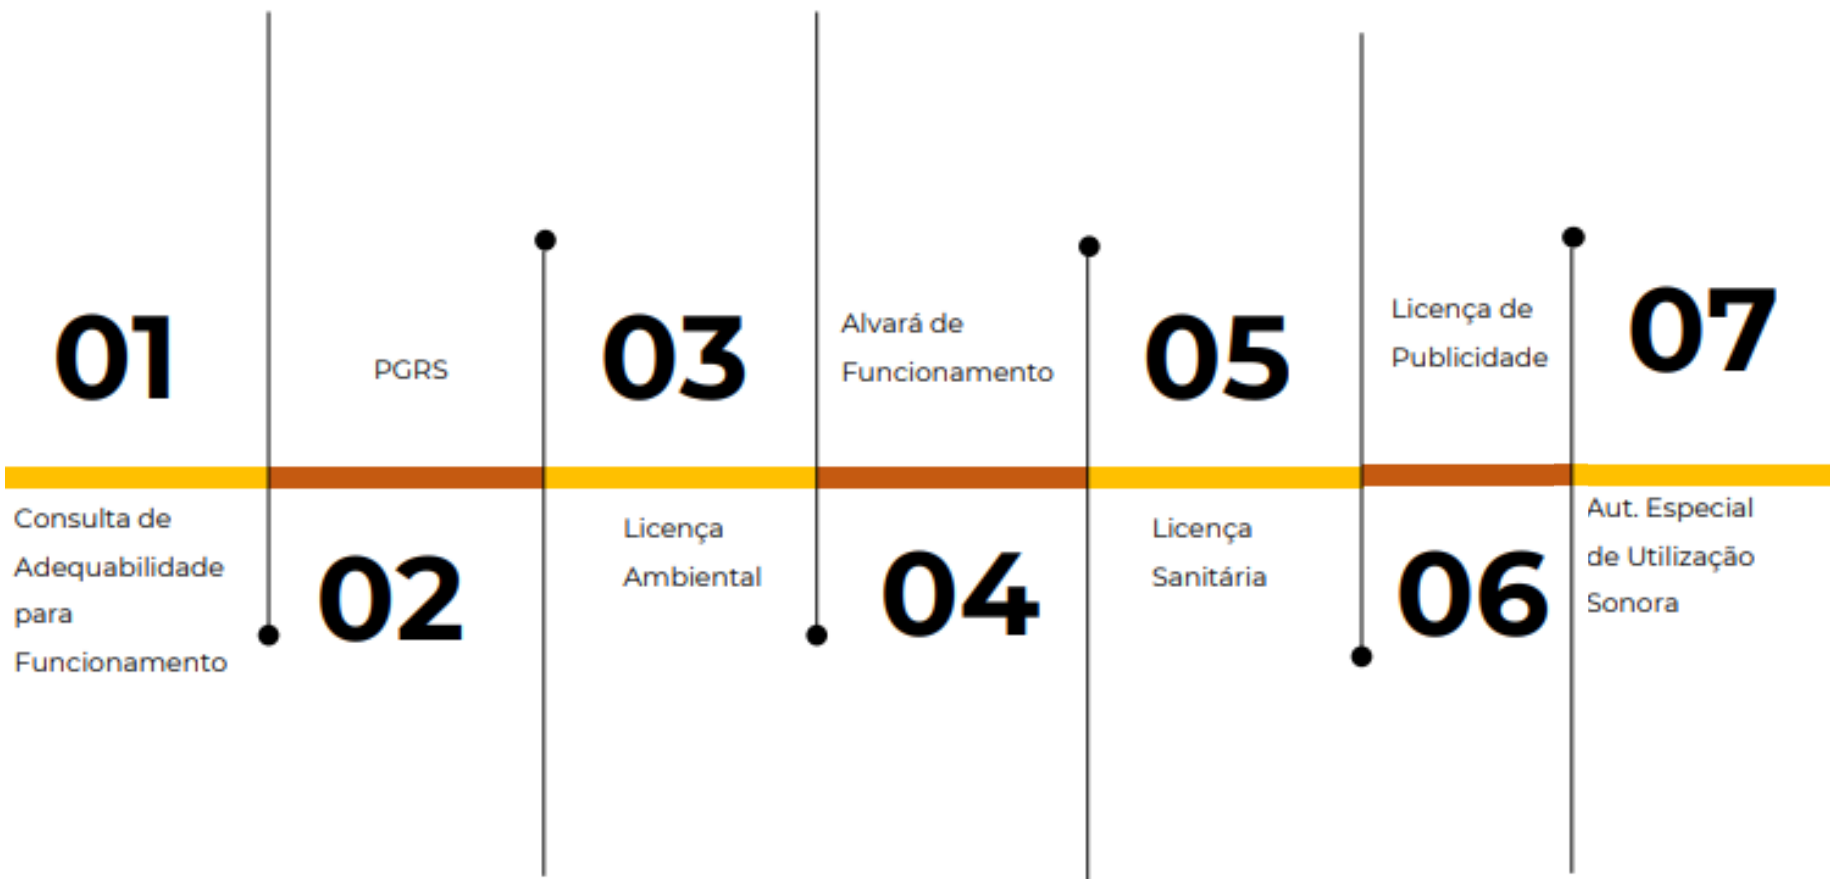 01
Consulta de
Adequabilidade
para
Funcionamento
PGRS
02
03
Licença
Ambiental
Alvará de
Funcionamento
04
05
Licença
Sanitária
Licença de
Publicidade
06
07
Aut. Especial
de Utilização
Sonora